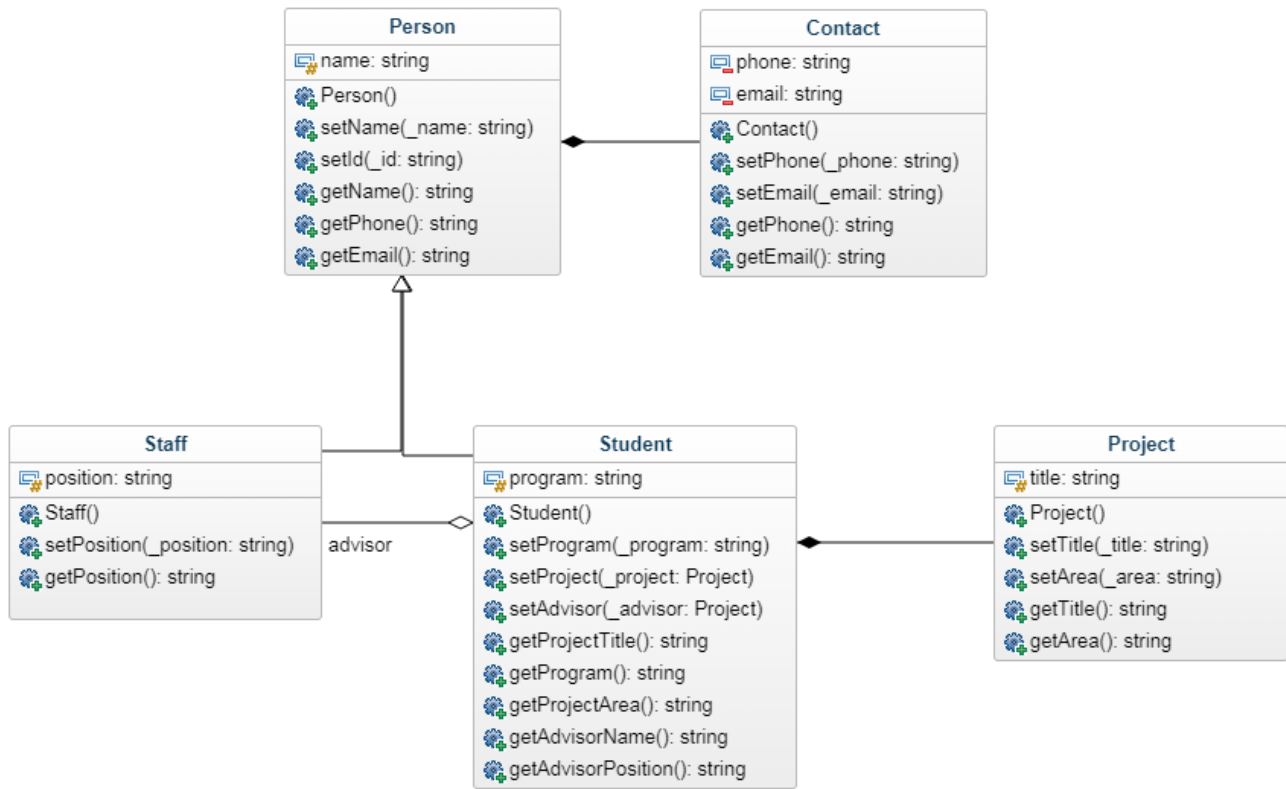 Person
name: string
Person()
setName(_name: string)
setId(_id: string)
getName(): string
getPhone(): string
getEmail(): string
Contact
phone: string
email: string
Contact()
setPhone(_phone: string)
setEmail(_email: string)
getPhone(): string
getEmail(): string
Staff
position: string
Staff()
setPosition(_position: string)
getPosition(): string
advisor
Student
program: string
Student()
setProgram(_program: string)
setProject(_project: Project)
setAdvisor(_advisor: Project)
getProjectTitle(): string
getProgram(): string
getProjectArea(): string
getAdvisorName(): string
getAdvisorPosition(): string
Project
title: string
Project()
setTitle(_title: string)
setArea(_area: string)
getTitle(): string
getArea(): string